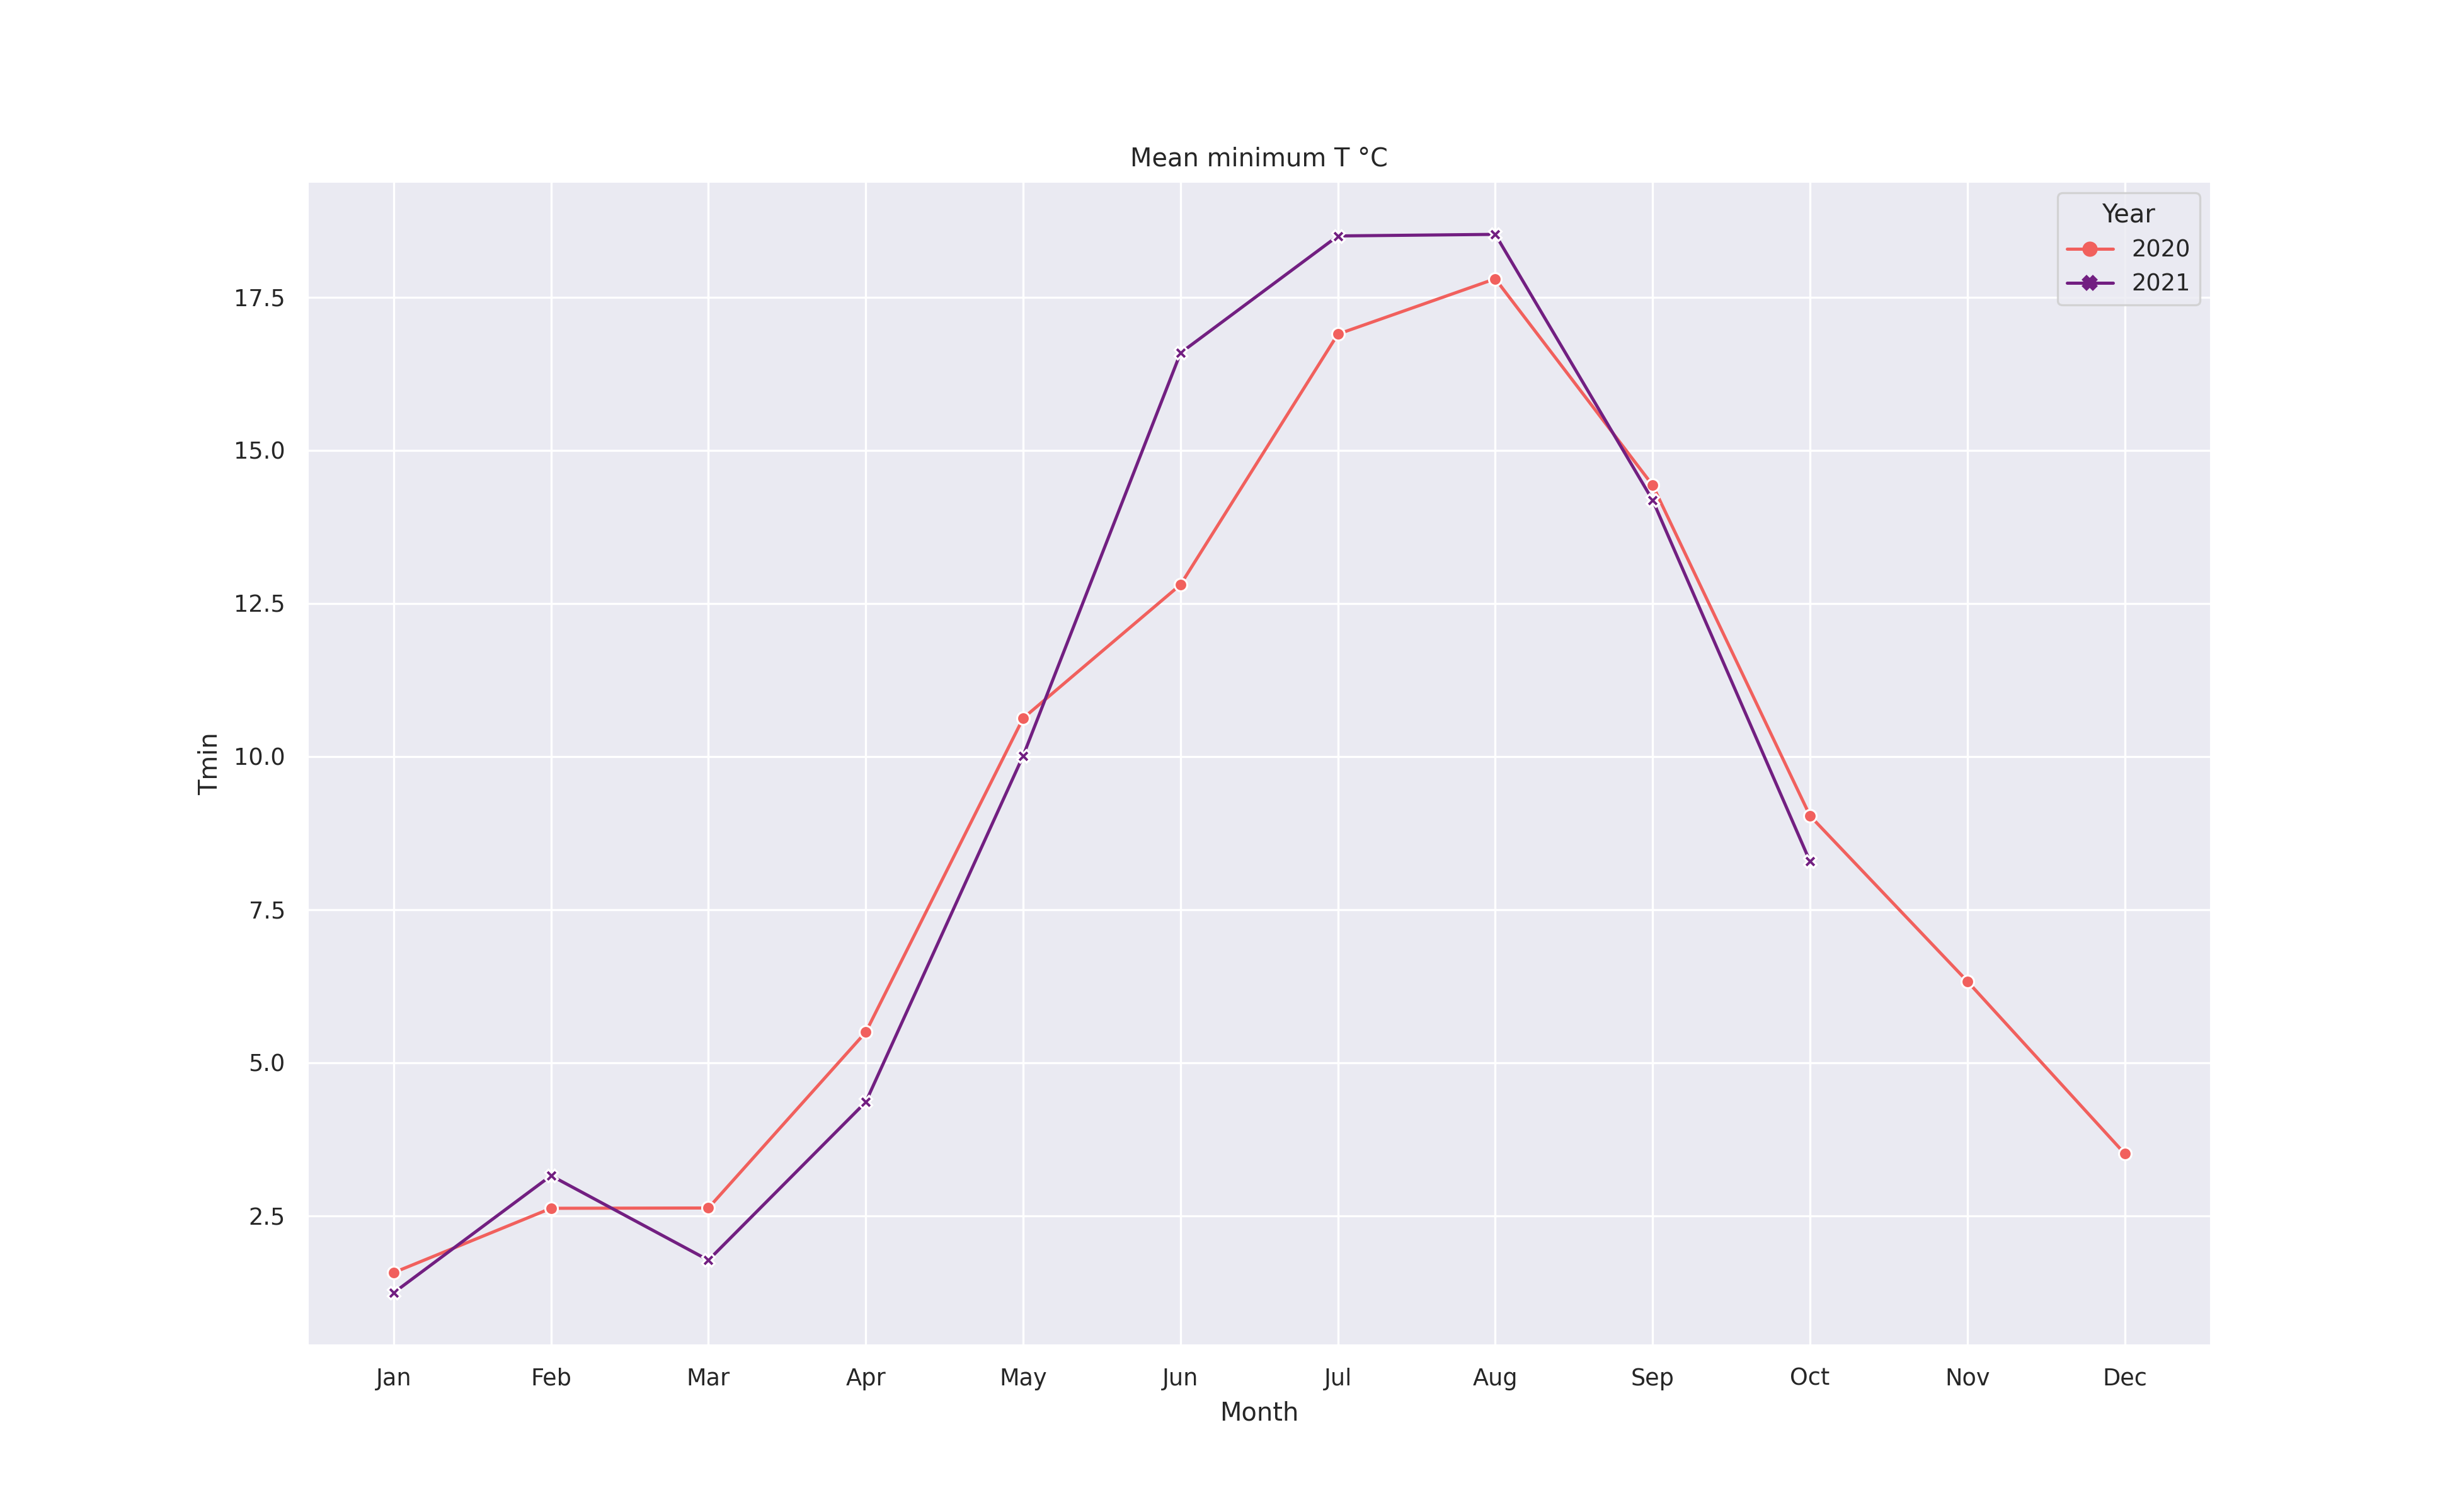 Mean minimum T °C
Year
2020
2021
17.5
15.0
12.5
10.0
7.5
5.0
2.5
Tmin
Jan Feb Mar Apr May Jun Jul Aug Sep Oct Nov Dec
Month